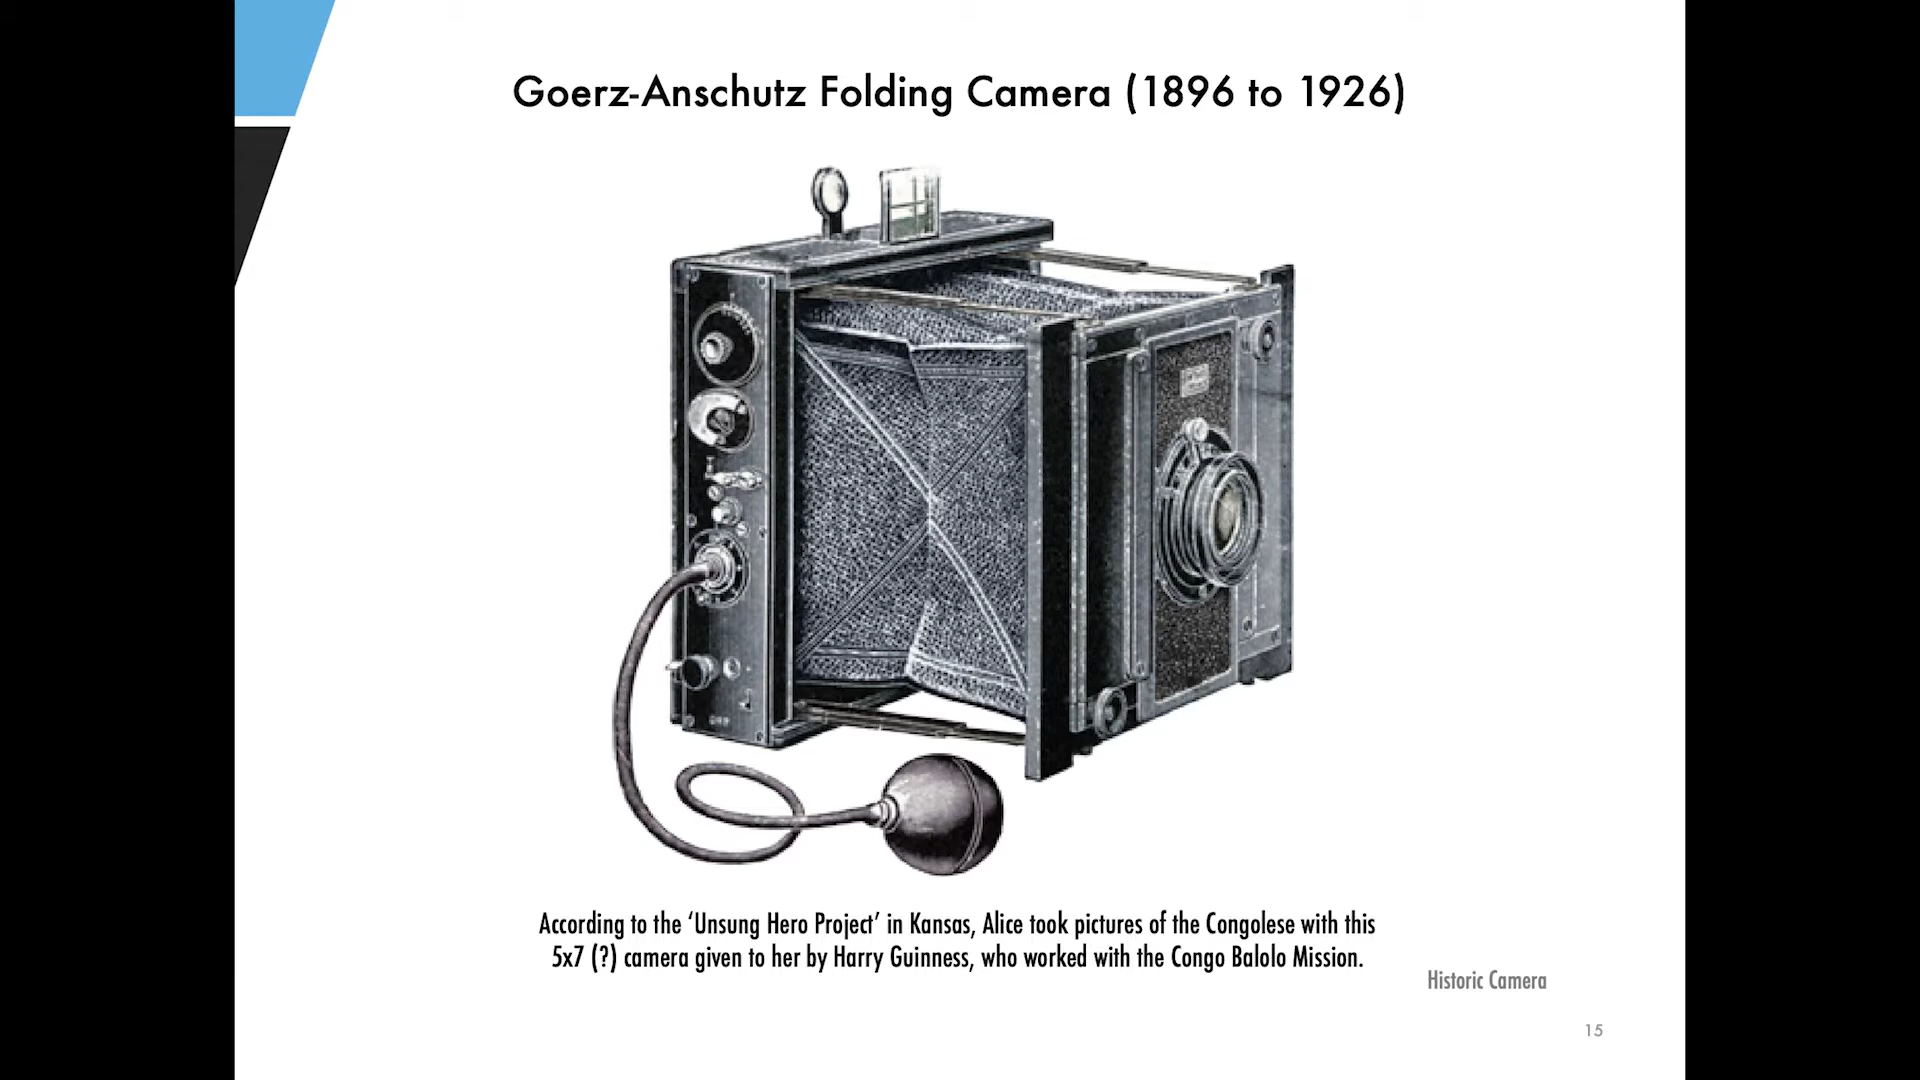 Goerz-Anschutz Folding Camera (1896 to 1926)
According to the ‘Unsung Hero Project’ in Kansas, Alice took pictures of the Congolese with this
5x7 (?) camera given to her by Harry Guinness, who worked with the Congo Balolo Mission.
Historic Camera
15